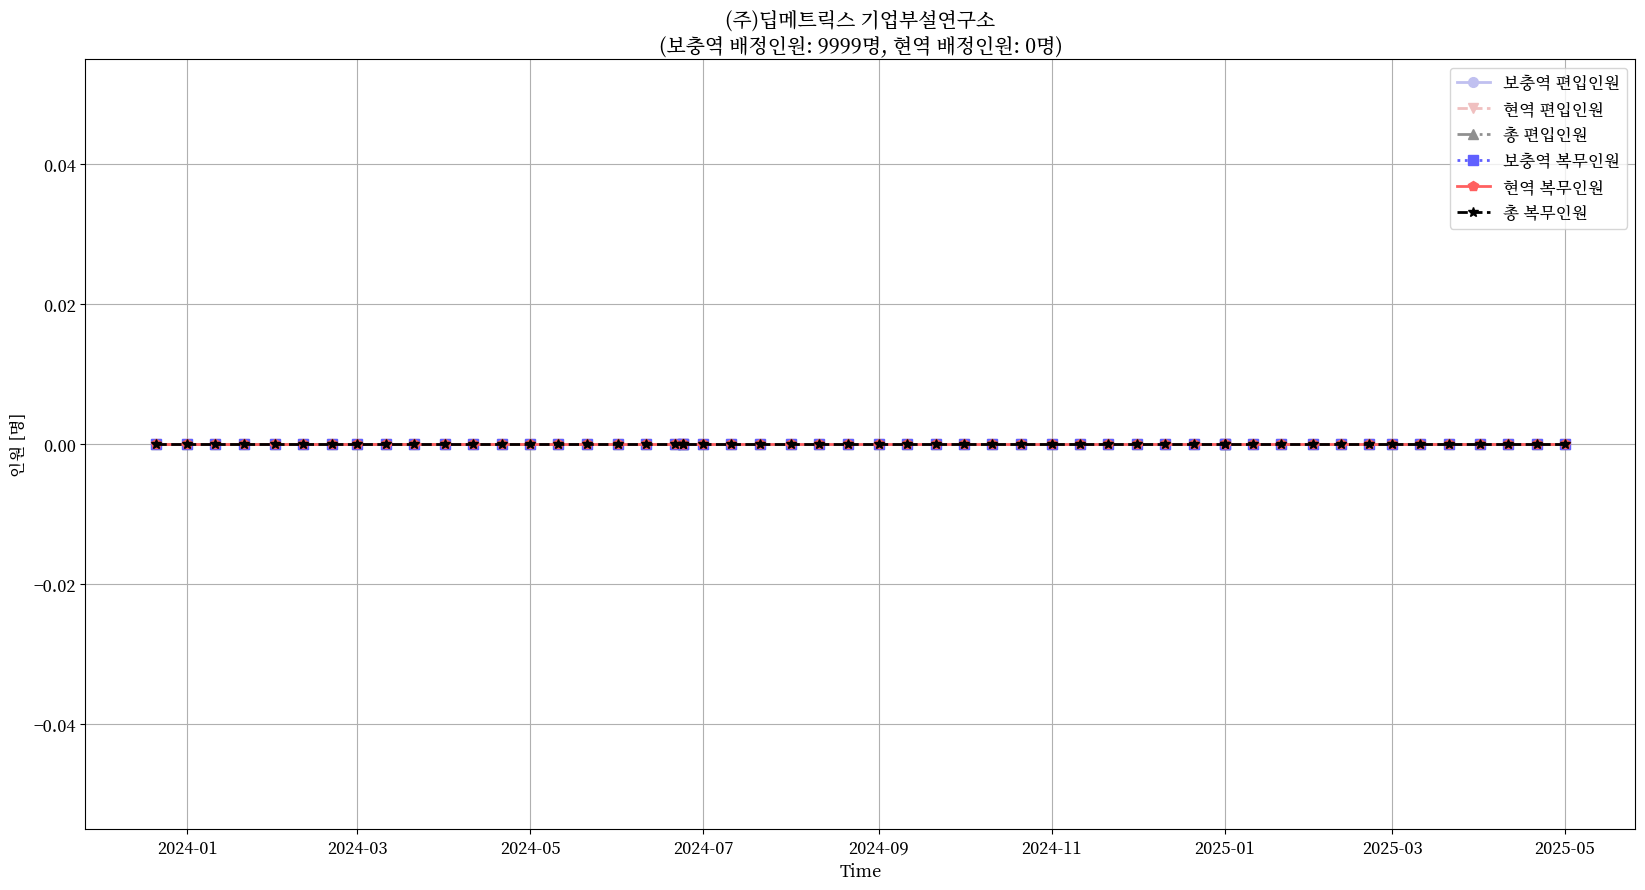 (주)딥메트릭스 기업부설연구소
(보충역 배정인원: 9999명, 현역 배정인원: 0명)
보충역 편입인원
현역 편입인원
총 편입인원
보충역 복무인원
현역 복무인원
총 복무인원
인원 [명]
0.04
0.02
0.00
−0.02
−0.04
2024-01
2024-03
2024-05
2024-07
2024-09
2024-11
2025-01
2025-03
2025-05
Time